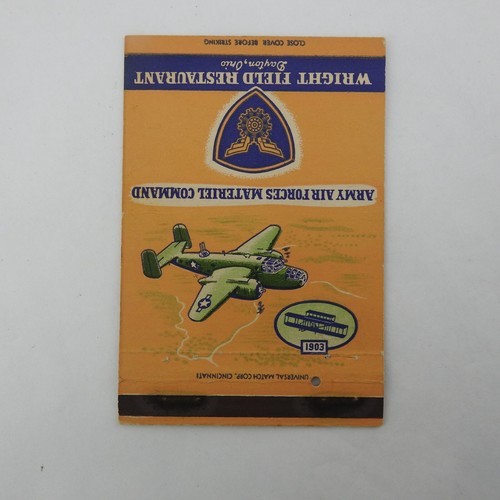 CLOSE COVER BEFORE STRIKING
WRIGHT FIELD RESTAURANT
Dayton, Ohio
ARMY AIR FORCES MATERIEL COMMAND
1903
UNIVERSAL MATCH CORP. CINCINNATI